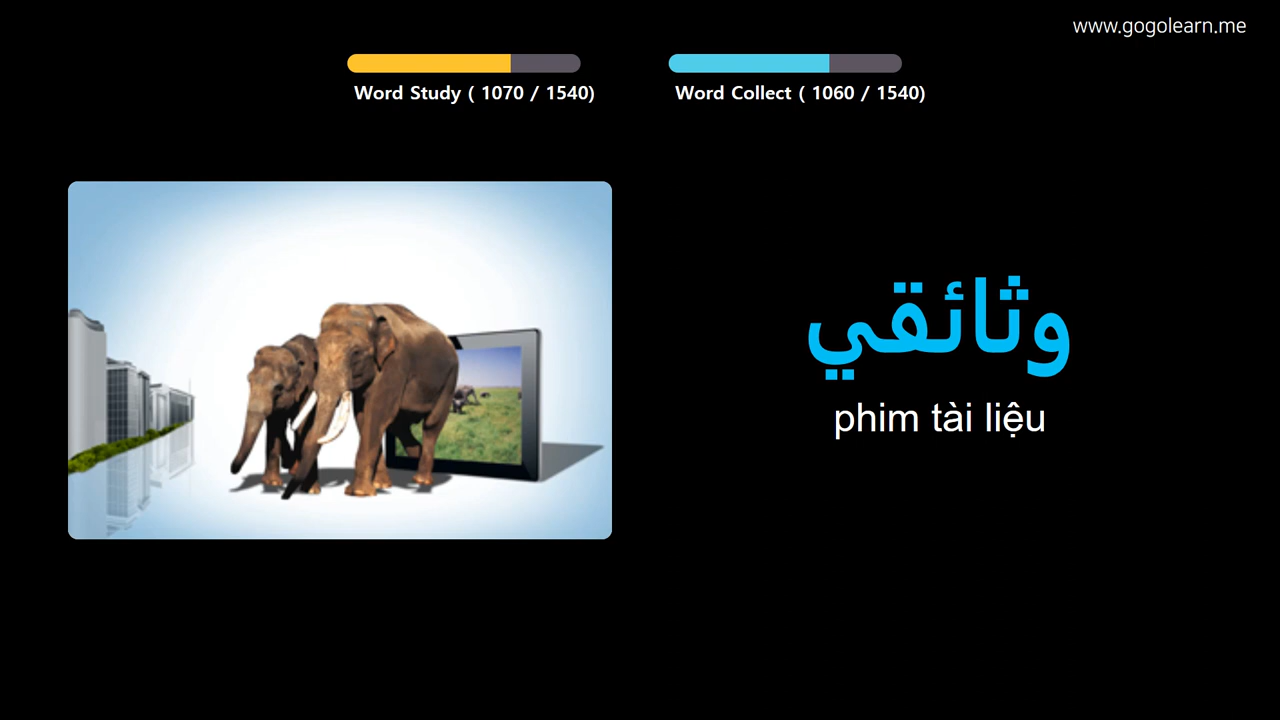 www.gogolearn.me
Word Study ( 1070 / 1540)
Word Collect ( 1060 / 1540)
وثائقي
phim tài liệu